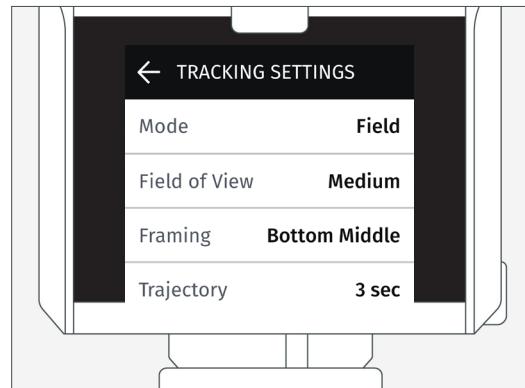 ← TRACKING SETTINGS
Mode Field
Field of View Medium
Framing Bottom Middle
Trajectory 3 sec